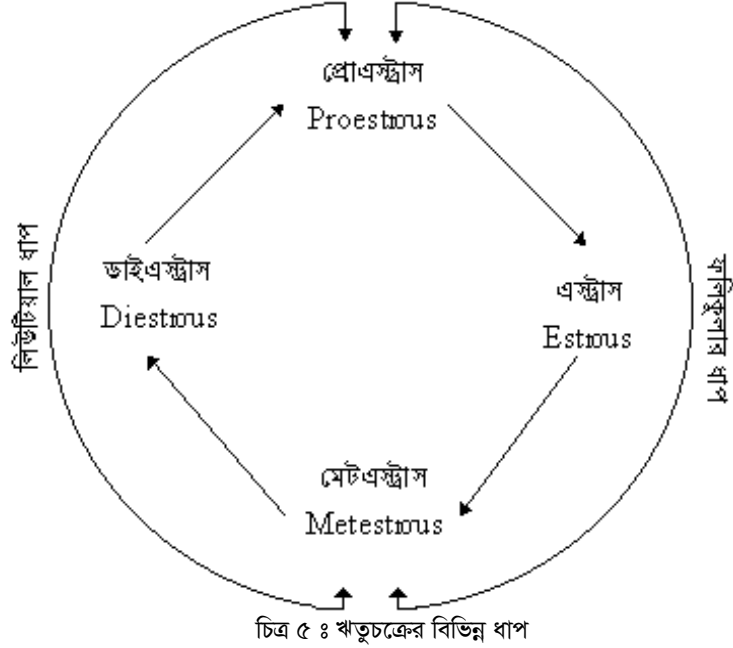 প্রোএস্ট্রাস
Proestrous
লিউটিয়াল ধাপ
ডাইএস্ট্রাস
Diestrous
এস্ট্রাস
Estrous
ফলিকুলার ধাপ
মেটএস্ট্রাস
Metestrous
চিত্র ৫ ঃ ঋতুচক্রের বিভিন্ন ধাপ